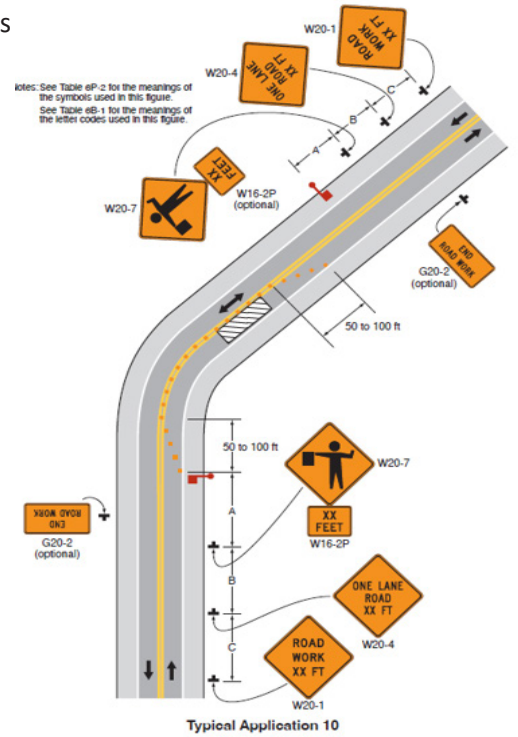 S
W20-1
ROAD
WORK
XX FT
W20-4
ONE LANE
ROAD
XX FT
lotes: See Table 6P-2 for the meanings of
the symbols used in this figure.
See Table 6B-1 for the meanings of
the letter codes used in this figure.
A
B
C
XX
FEET
W20-7
W16-2P
(optional)
END
ROAD WORK
G20-2
(optional)
50 to 100 ft
50 to 100 ft
W20-7
XX
FEET
W16-2P
A
END
ROAD WORK
G20-2
(optional)
B
ONE LANE
ROAD
XX FT
W20-4
C
ROAD
WORK
XX FT
W20-1
Typical Application 10